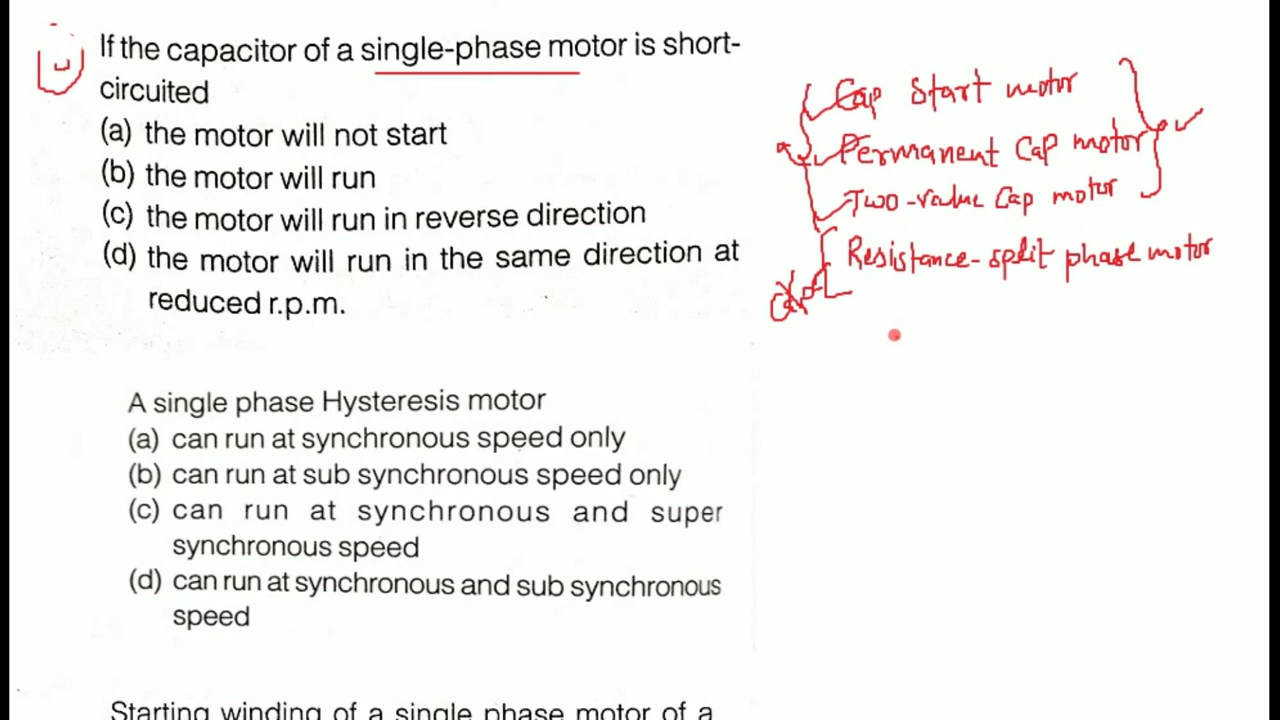 If the capacitor of a single-phase motor is short-
circuited
(a) the motor will not start
(b) the motor will run
(c) the motor will run in reverse direction
(d) the motor will run in the same direction at
reduced r.p.m.
Cap Start motor
Permanent Cap motor
Two-value Cap motor
Resistance-split phase motor
A single phase Hysteresis motor
(a) can run at synchronous speed only
(b) can run at sub synchronous speed only
(c) can run at synchronous and super
synchronous speed
(d) can run at synchronous and sub synchronous
speed
Starting winding of a single phase motor of a